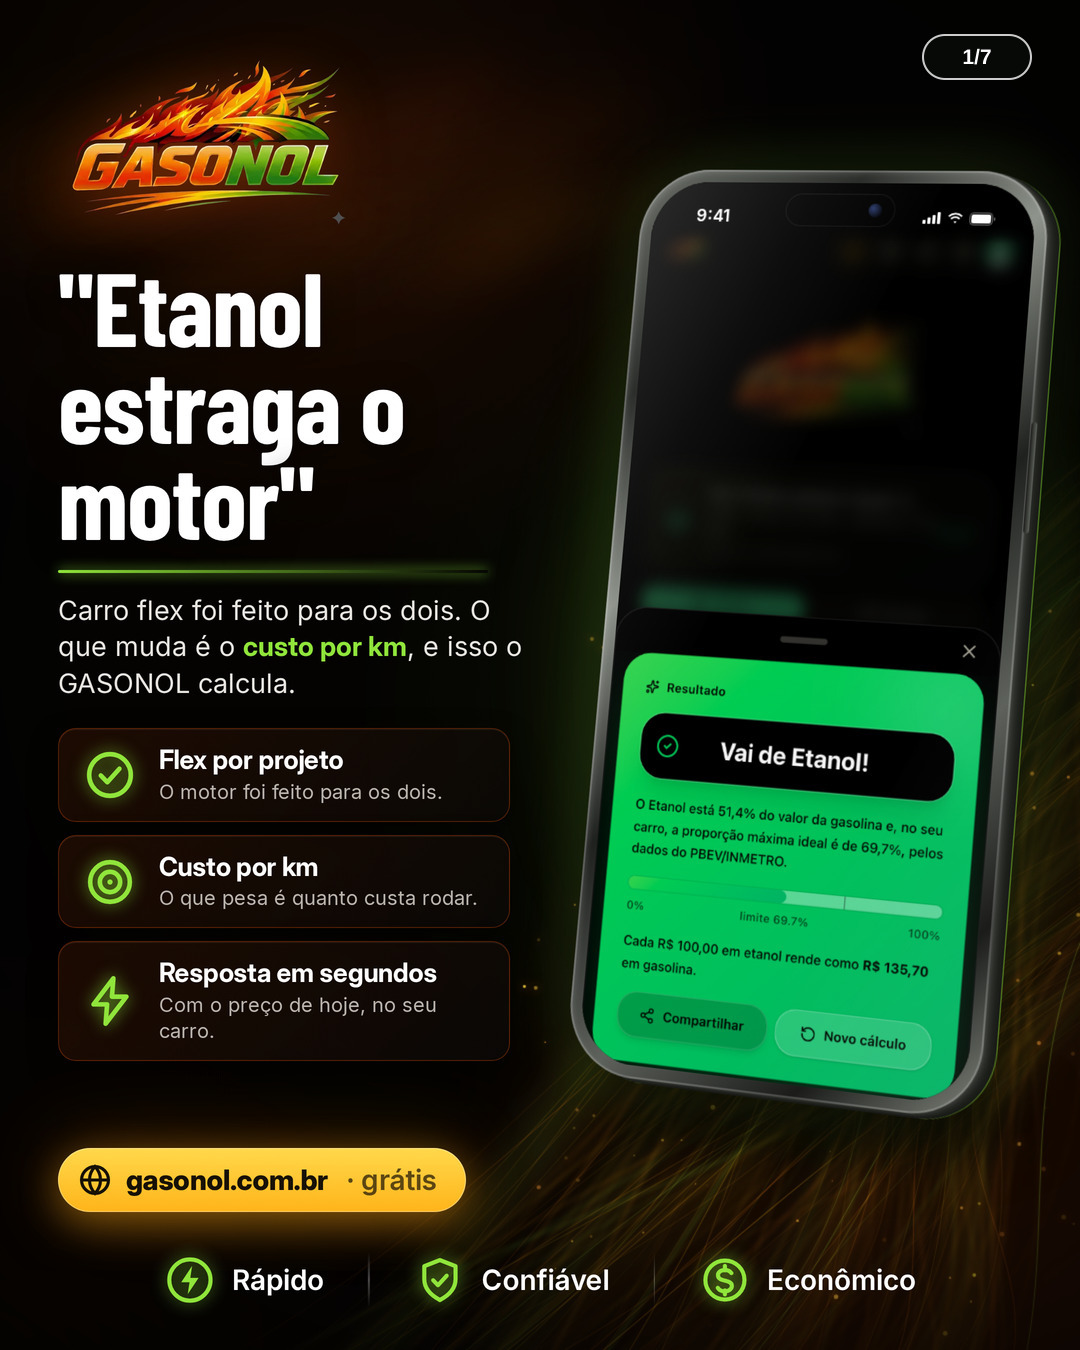 1/7
GASONOL
"Etanol
estraga o
motor"
Carro flex foi feito para os dois. O
que muda é o custo por km, e isso o
GASONOL calcula.
Flex por projeto
O motor foi feito para os dois.
Custo por km
O que pesa é quanto custa rodar.
Resposta em segundos
Com o preço de hoje, no seu
carro.
9:41
Resultado
Vai de Etanol!
O Etanol está 51,4% do valor da gasolina e, no seu
carro, a proporção máxima ideal é de 69,7%, pelos
dados do PBEV/INMETRO.
0% limite 69.7% 100%
Cada R$ 100,00 em etanol rende como R$ 135,70
em gasolina.
Compartilhar Novo cálculo
gasonol.com.br · grátis
Rápido Confiável Econômico